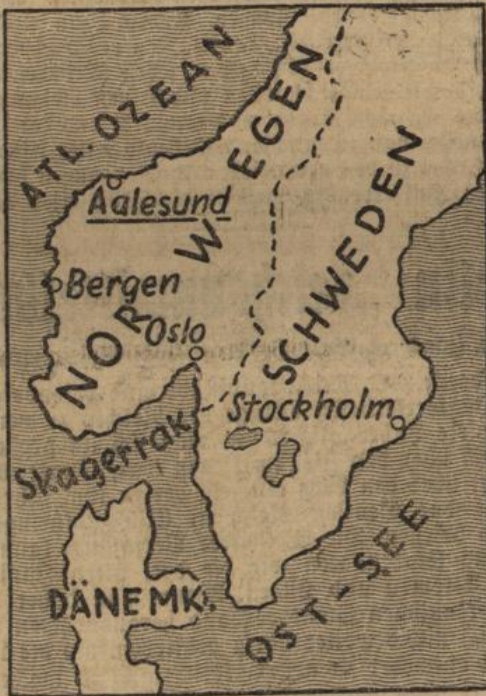 ATL. OZEAN
NORWEGEN
Aalesund
Bergen
Oslo
SCHWEDEN
Stockholm
Skagerrak
DÄNEMK.
OST-SEE